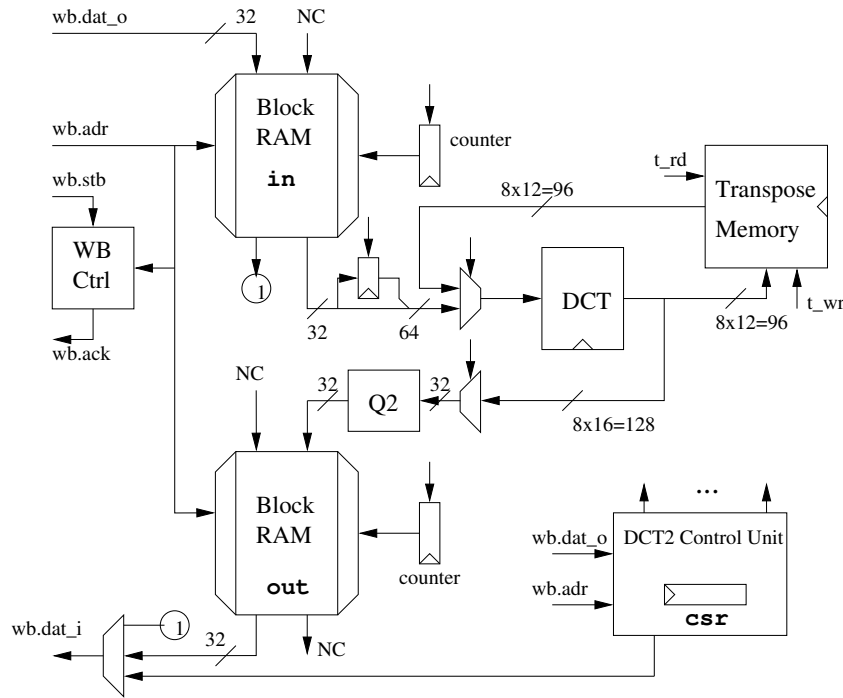 wb.dat_o
32
NC
Block
RAM
in
counter
wb.adr
wb.stb
WB
Ctrl
wb.ack
1
t_rd
Transpose
Memory
8x12=96
32
64
DCT
8x12=96
t_wr
NC
32
Q2
32
8x16=128
Block
RAM
out
counter
...
DCT2 Control Unit
wb.dat_o
wb.adr
csr
wb.dat_i
1
32
NC